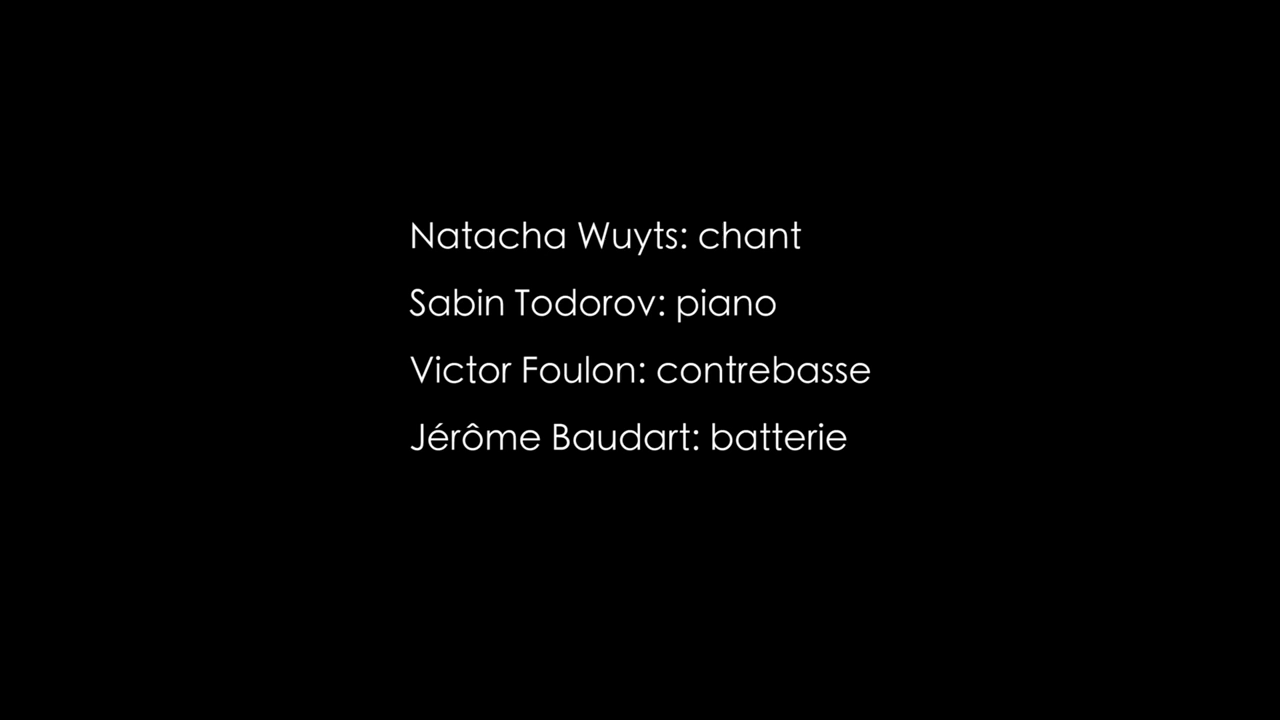 Natacha Wuyts: chant
Sabin Todorov: piano
Victor Foulon: contrebasse
Jérôme Baudart: batterie